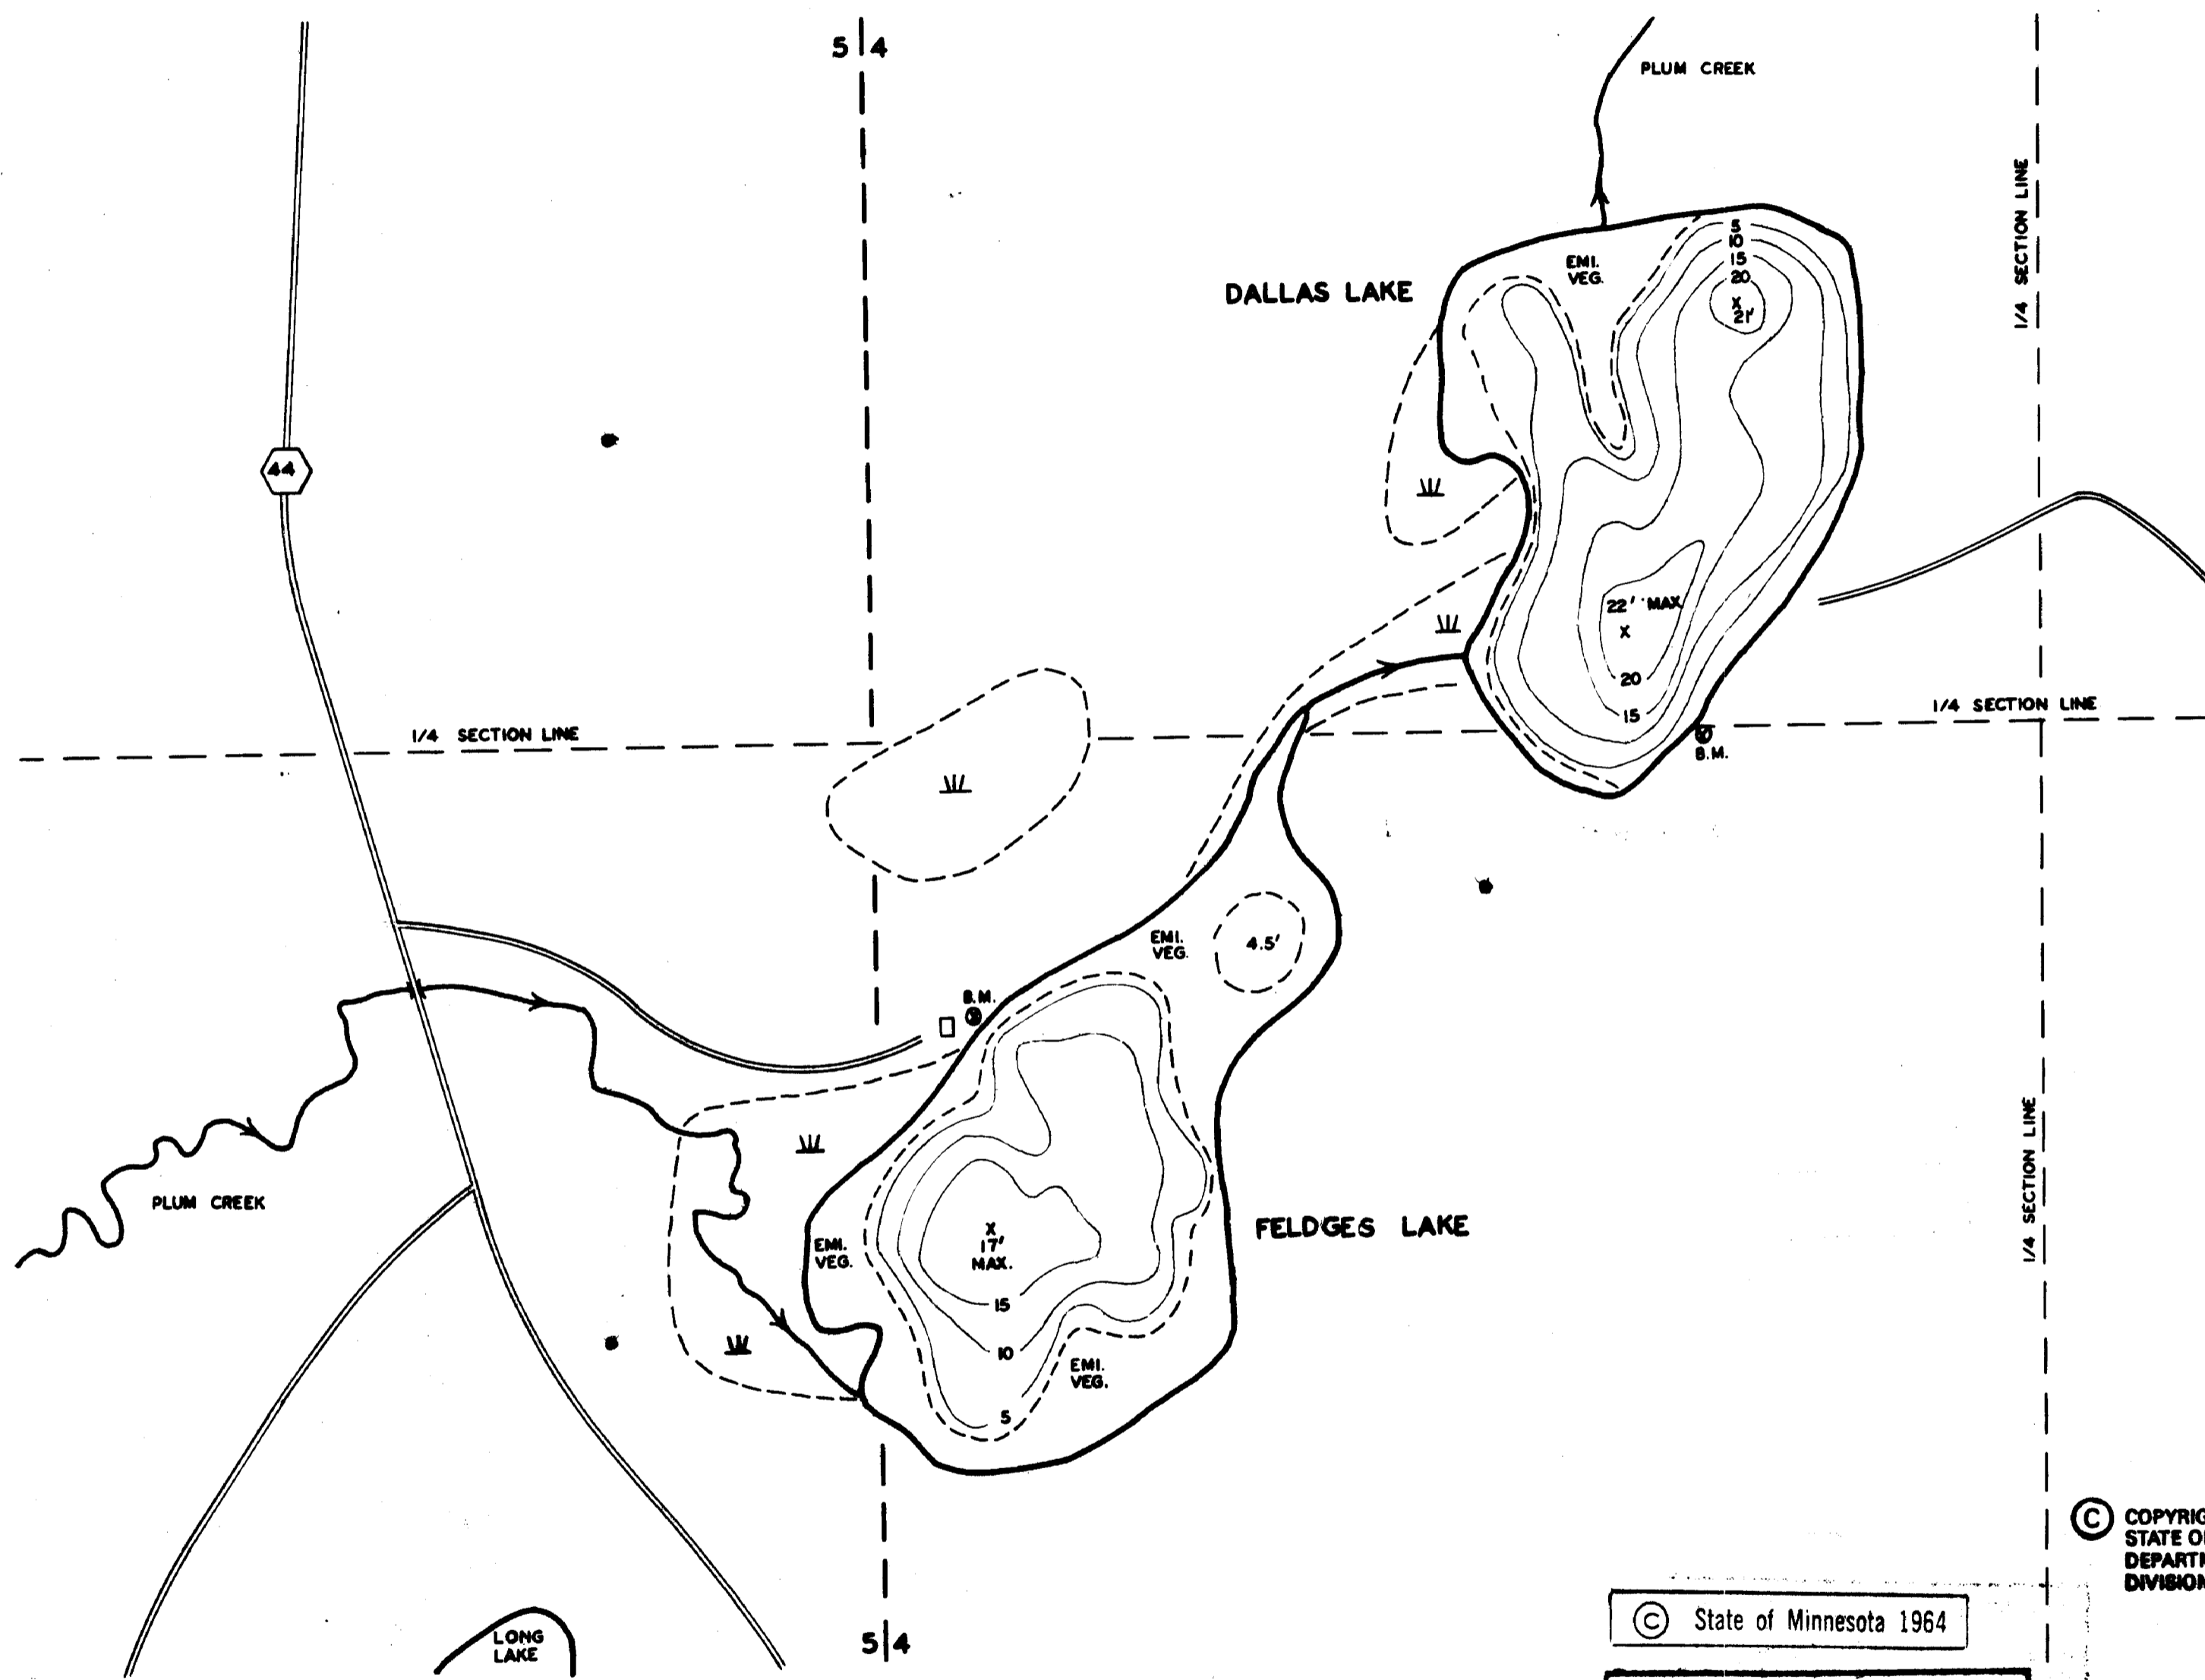 5 4
PLUM CREEK
1/4 SECTION LINE
5
10
15
20
X
21'
EMI.
VEG.
DALLAS LAKE
44
22' MAX
X
20
15
1/4 SECTION LINE
1/4 SECTION LINE
B.M.
EMI.
VEG.
4.5'
B.M.
PLUM CREEK
1/4 SECTION LINE
FELDGES LAKE
X
17'
MAX.
EMI.
VEG.
15
10
EMI.
VEG.
5
5 4
LONG
LAKE
© COPYRIG
STATE O
DEPART
DIVISION
© State of Minnesota 1964